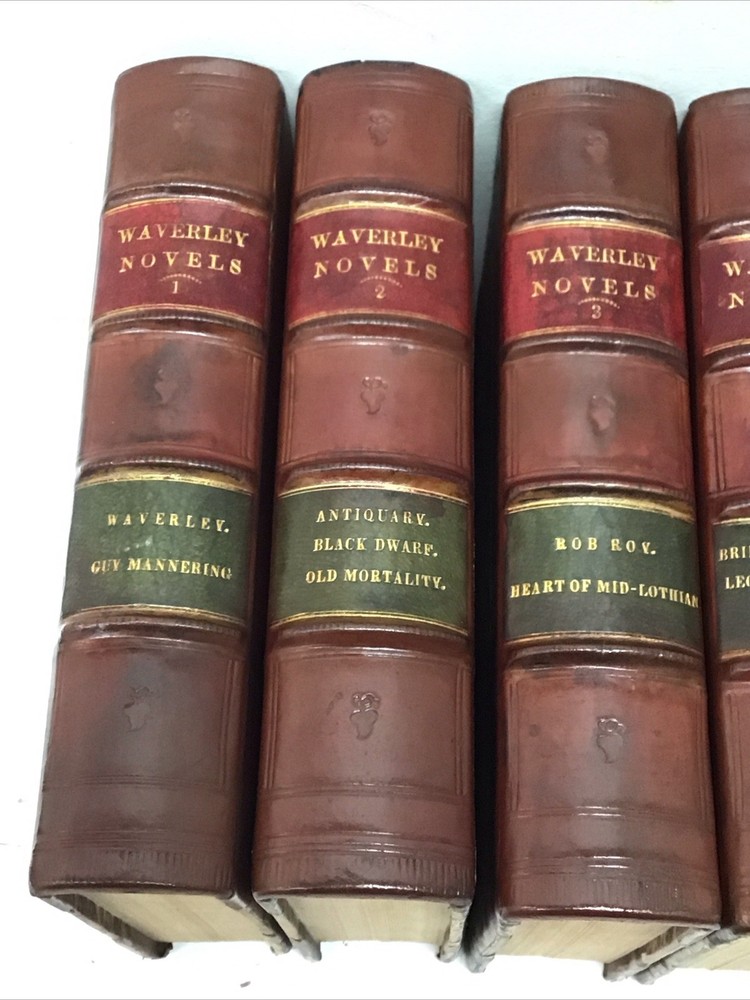 WAVERLEY
NOVELS
1
WAVERLEY.
GUY MANNERING
WAVERLEY
NOVELS
2
ANTIQUARY.
BLACK DWARF.
OLD MORTALITY.
WAVERLEY
NOVELS
3
ROB ROY.
HEART OF MID-LOTHIAN